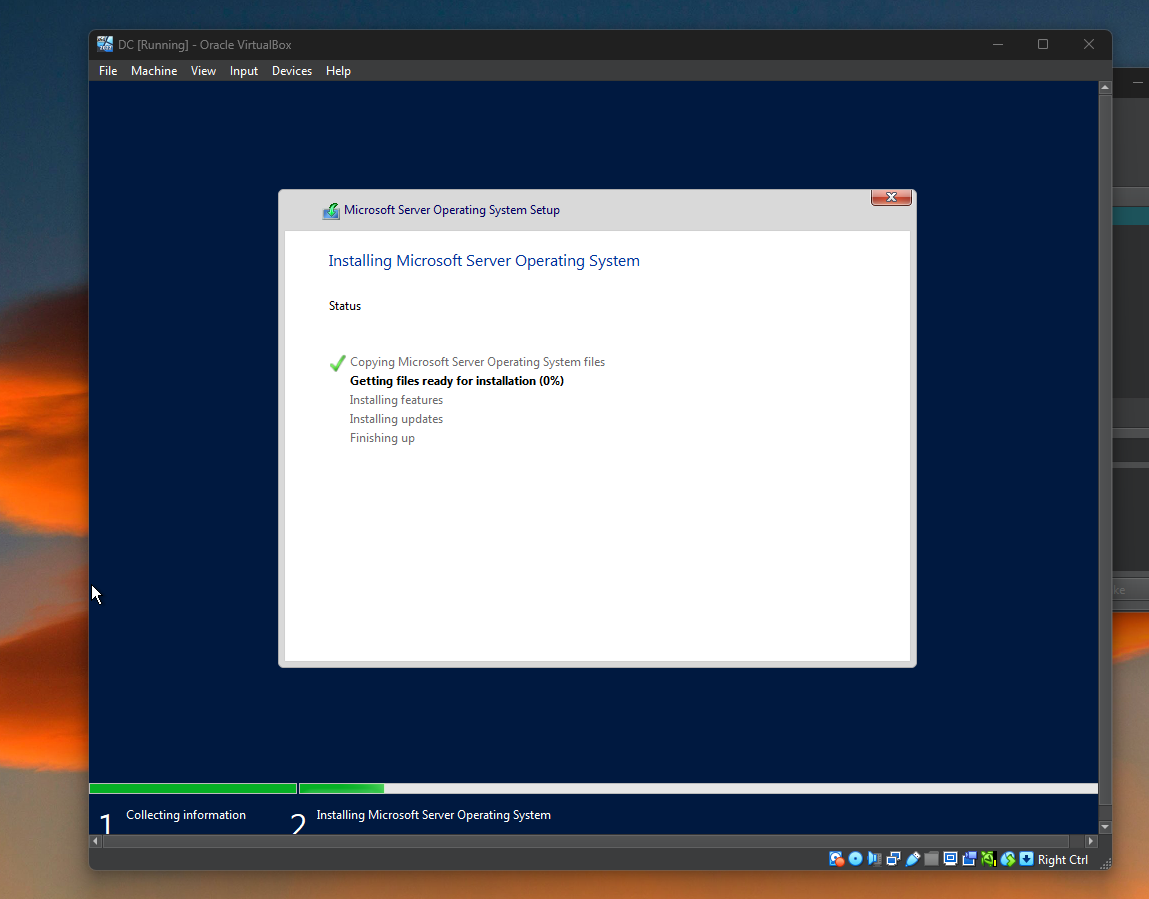 DC [Running] - Oracle VirtualBox
File Machine View Input Devices Help
Microsoft Server Operating System Setup
Installing Microsoft Server Operating System
Status
Copying Microsoft Server Operating System files
Getting files ready for installation (0%)
Installing features
Installing updates
Finishing up
1 Collecting information
2 Installing Microsoft Server Operating System
Right Ctrl